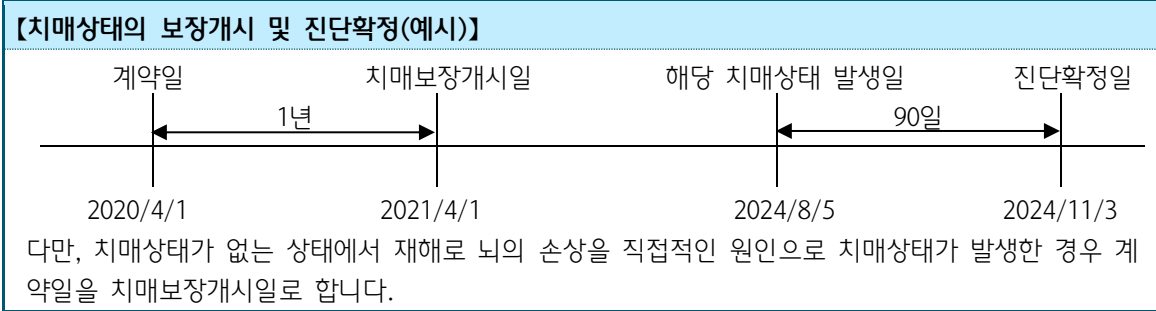 【치매상태의 보장개시 및 진단확정(예시)】
계약일 치매보장개시일 해당 치매상태 발생일 진단확정일
1년 90일
2020/4/1 2021/4/1 2024/8/5 2024/11/3
다만, 치매상태가 없는 상태에서 재해로 뇌의 손상을 직접적인 원인으로 치매상태가 발생한 경우 계
약일을 치매보장개시일로 합니다.